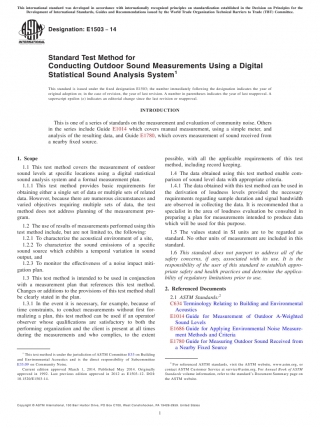 This international standard was developed in accordance with internationally recognized principles on standardization established in the Decision on Principles for the
Development of International Standards, Guides and Recommendations issued by the World Trade Organization Technical Barriers to Trade (TBT) Committee.
Designation: E1503 − 14
INTERNATIONAL
Standard Test Method for
Conducting Outdoor Sound Measurements Using a Digital
Statistical Sound Analysis System1
This standard is issued under the fixed designation E1503; the number immediately following the designation indicates the year of
original adoption or, in the case of revision, the year of last revision. A number in parentheses indicates the year of last reapproval. A
superscript epsilon (ε) indicates an editorial change since the last revision or reapproval.
INTRODUCTION
This is one of a series of standards on the measurement and evaluation of community noise. Others
in the series include Guide E1014 which covers manual measurements, using a simple meter, and
analysis of the resulting data, and Guide E1780, which covers measurement of sound received from
a nearby fixed source.
1. Scope
1.1 This test method covers the measurement of outdoor
sound levels at specific locations using a digital statistical
sound analysis system and a formal measurement plan.
1.1.1 This test method provides basic requirements for
obtaining either a single set of data or multiple sets of related
data. However, because there are numerous circumstances and
varied objectives requiring multiple sets of data, the test
method does not address planning of the measurement pro-
gram.
1.2 The use of results of measurements performed using this
test method include, but are not limited to, the following:
1.2.1 To characterize the acoustical environment of a site,
1.2.2 To characterize the sound emissions of a specific
sound source which exhibits a temporal variation in sound
output, and
1.2.3 To monitor the effectiveness of a noise impact miti-
gation plan.
1.3 This test method is intended to be used in conjunction
with a measurement plan that references this test method.
Changes or additions to the provisions of this test method shall
be clearly stated in the plan.
1.3.1 In the event it is necessary, for example, because of
time constraints, to conduct measurements without first for-
malizing a plan, this test method can be used if an operator/
observer whose qualifications are satisfactory to both the
performing organization and the client is present at all times
during the measurements and who complies, to the extent
possible, with all the applicable requirements of this test
method, including record keeping.
1.4 The data obtained using this test method enable com-
parison of sound level data with appropriate criteria.
1.4.1 The data obtained with this test method can be used in
the derivation of loudness levels provided the necessary
requirements regarding sample duration and signal bandwidth
are observed in collecting the data. It is recommended that a
specialist in the area of loudness evaluation be consulted in
preparing a plan for measurements intended to produce data
which will be used for this purpose.
1.5 The values stated in SI units are to be regarded as
standard. No other units of measurement are included in this
standard.
1.6 This standard does not purport to address all of the
safety concerns, if any, associated with its use. It is the
responsibility of the user of this standard to establish appro-
priate safety and health practices and determine the applica-
bility of regulatory limitations prior to use.
2. Referenced Documents
2.1 ASTM Standards:2
C634 Terminology Relating to Building and Environmental
Acoustics
E1014 Guide for Measurement of Outdoor A-Weighted
Sound Levels
E1686 Guide for Applying Environmental Noise Measure-
ment Methods and Criteria
E1780 Guide for Measuring Outdoor Sound Received from
a Nearby Fixed Source
1 This test method is under the jurisdiction of ASTM Committee E33 on Building
and Environmental Acoustics and is the direct responsibility of Subcommittee
E33.09 on Community Noise.
Current edition approved March 1, 2014. Published May 2014. Originally
approved in 1992. Last previous edition approved in
2 For referenced ASTM standards, visit the ASTM website, www.astm.org, or
contact ASTM Customer Service at service@astm.org. For Annual Book of ASTM
Standards volume information, refer to the standard's Document Summary page on
the ASTM website.
Copyright © ASTM International, 100 Barr Harbor Drive, PO Box C700, West Conshohocken, PA 19428-2959. United States
1